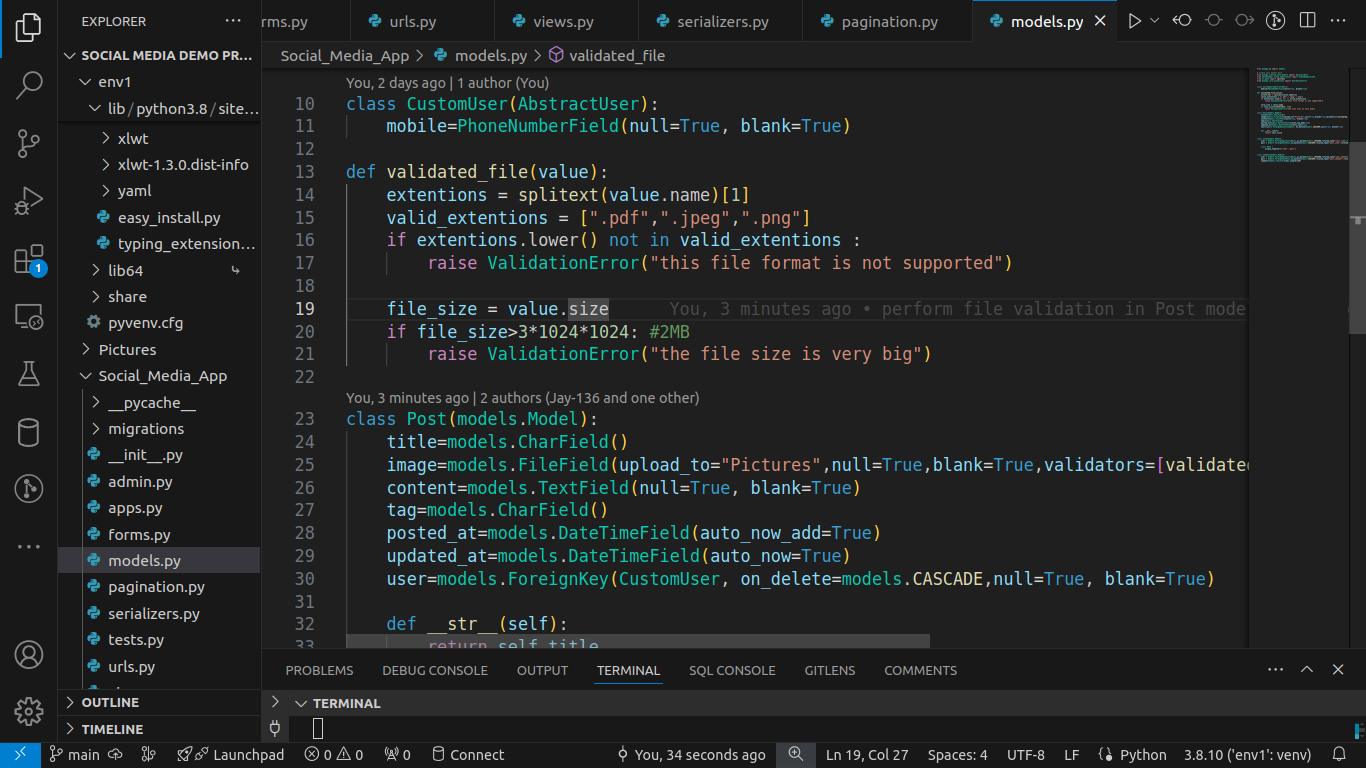 EXPLORER
rms.py urls.py views.py serializers.py pagination.py models.py
SOCIAL MEDIA DEMO PR...
env1
lib / python3.8 / site...
xlwt
xlwt-1.3.0.dist-info
yaml
easy_install.py
typing_extension...
lib64
share
pyvenv.cfg
Pictures
Social_Media_App
__pycache__
migrations
__init__.py
admin.py
apps.py
forms.py
models.py
pagination.py
serializers.py
tests.py
urls.py
OUTLINE
TIMELINE
1
Social_Media_App > models.py > validated_file
You, 2 days ago | 1 author (You)
10 class CustomUser(AbstractUser):
11 mobile=PhoneNumberField(null=True, blank=True)
12
13 def validated_file(value):
14 extentions = splitext(value.name)[1]
15 valid_extentions = [".pdf",".jpeg",".png"]
16 if extentions.lower() not in valid_extentions :
17 raise ValidationError("this file format is not supported")
18
19 file_size = value.size You, 3 minutes ago • perform file validation in Post mode
20 if file_size>3*1024*1024: #2MB
21 raise ValidationError("the file size is very big")
22
You, 3 minutes ago | 2 authors (Jay-136 and one other)
23 class Post(models.Model):
24 title=models.CharField()
25 image=models.FileField(upload_to="Pictures",null=True,blank=True,validators=[validate
26 content=models.TextField(null=True, blank=True)
27 tag=models.CharField()
28 posted_at=models.DateTimeField(auto_now_add=True)
29 updated_at=models.DateTimeField(auto_now=True)
30 user=models.ForeignKey(CustomUser, on_delete=models.CASCADE,null=True, blank=True)
31
32 def __str__(self):
33 return self.title
PROBLEMS DEBUG CONSOLE OUTPUT TERMINAL SQL CONSOLE GITLENS COMMENTS
TERMINAL
main Launchpad 0 0 0 Connect You, 34 seconds ago Ln 19, Col 27 Spaces: 4 UTF-8 LF Python 3.8.10 ('env1': venv)